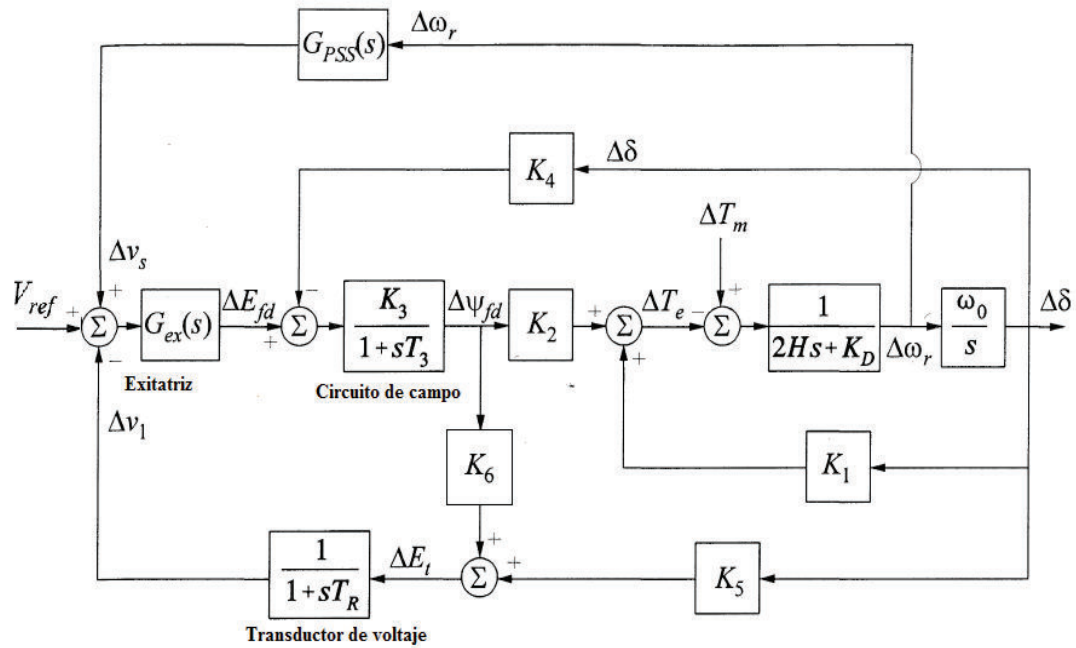 G_PSS(s)
Δω_r
K_4
Δδ
Δv_s
ΔT_m
V_ref
+
+
−
Σ
G_ex(s)
ΔE_fd
−
+
Σ
K_3
1+sT_3
Δψ_fd
K_2
+
+
Σ
ΔT_e
−
+
Σ
1
2Hs+K_D
Δω_r
ω_0
s
Δδ
Exitatriz
Circuito de campo
Δv_1
K_6
K_1
+
+
Σ
ΔE_t
1
1+sT_R
K_5
Transductor de voltaje